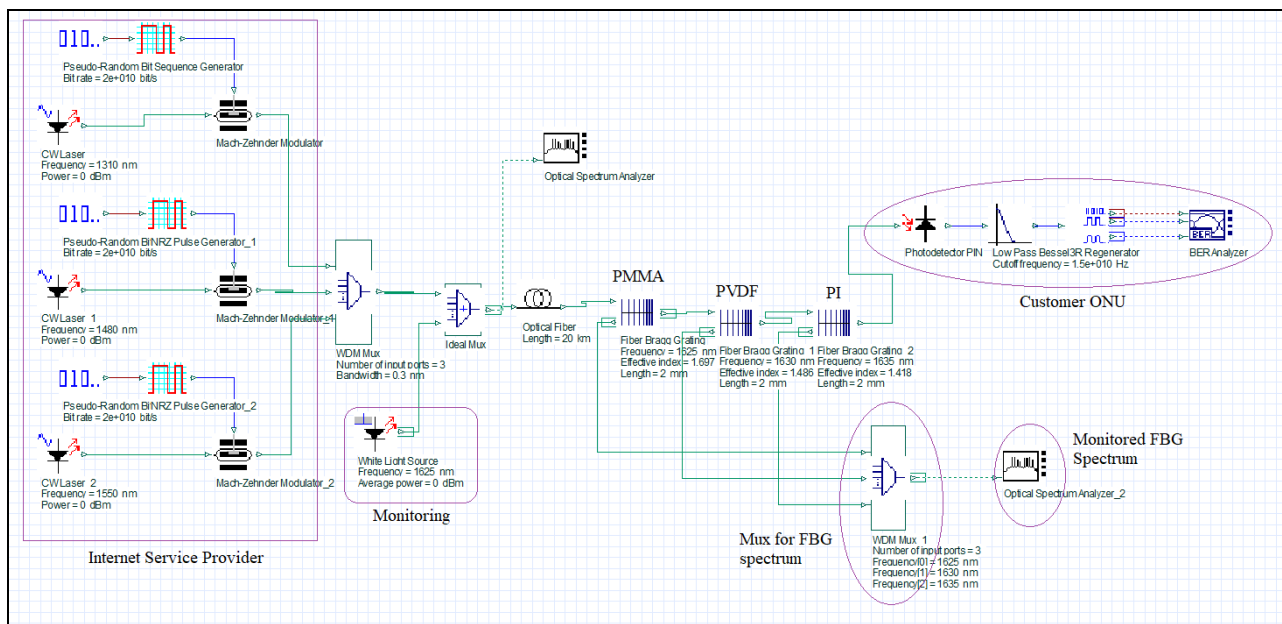 Pseudo-Random Bit Sequence Generator
Bit rate = 2e+010 bit/s
Mach-Zehnder Modulator
CW Laser
Frequency = 1310 nm
Power = 0 dBm
Pseudo-Random BiNRZ Pulse Generator_1
Bit rate = 2e+010 bit/s
Mach-Zehnder Modulator_1
CW Laser 1
Frequency = 1480 nm
Power = 0 dBm
Pseudo-Random BiNRZ Pulse Generator_2
Bit rate = 2e+010 bit/s
Mach-Zehnder Modulator_2
CW Laser 2
Frequency = 1550 nm
Power = 0 dBm
Internet Service Provider
WDM Mux
Number of input ports = 3
Bandwidth = 0.3 nm
Ideal Mux
White Light Source
Frequency = 1625 nm
Average power = 0 dBm
Monitoring
Optical Spectrum Analyzer
Optical Fiber
Length = 20 km
PMMA
Fiber Bragg Grating
Frequency = 1625 nm
Effective index = 1.697
Length = 2 mm
PVDF
Fiber Bragg Grating_1
Frequency = 1630 nm
Effective index = 1.486
Length = 2 mm
PI
Fiber Bragg Grating_2
Frequency = 1635 nm
Effective index = 1.418
Length = 2 mm
Photodetector PIN
Low Pass Bessel
Cutoff frequency = 1.5e+010 Hz
3R Regenerator
BER Analyzer
Customer ONU
WDM Mux_1
Number of input ports = 3
Frequency[0] = 1625 nm
Frequency[1] = 1630 nm
Frequency[2] = 1635 nm
Mux for FBG
spectrum
Monitored FBG
Spectrum
Optical Spectrum Analyzer_2